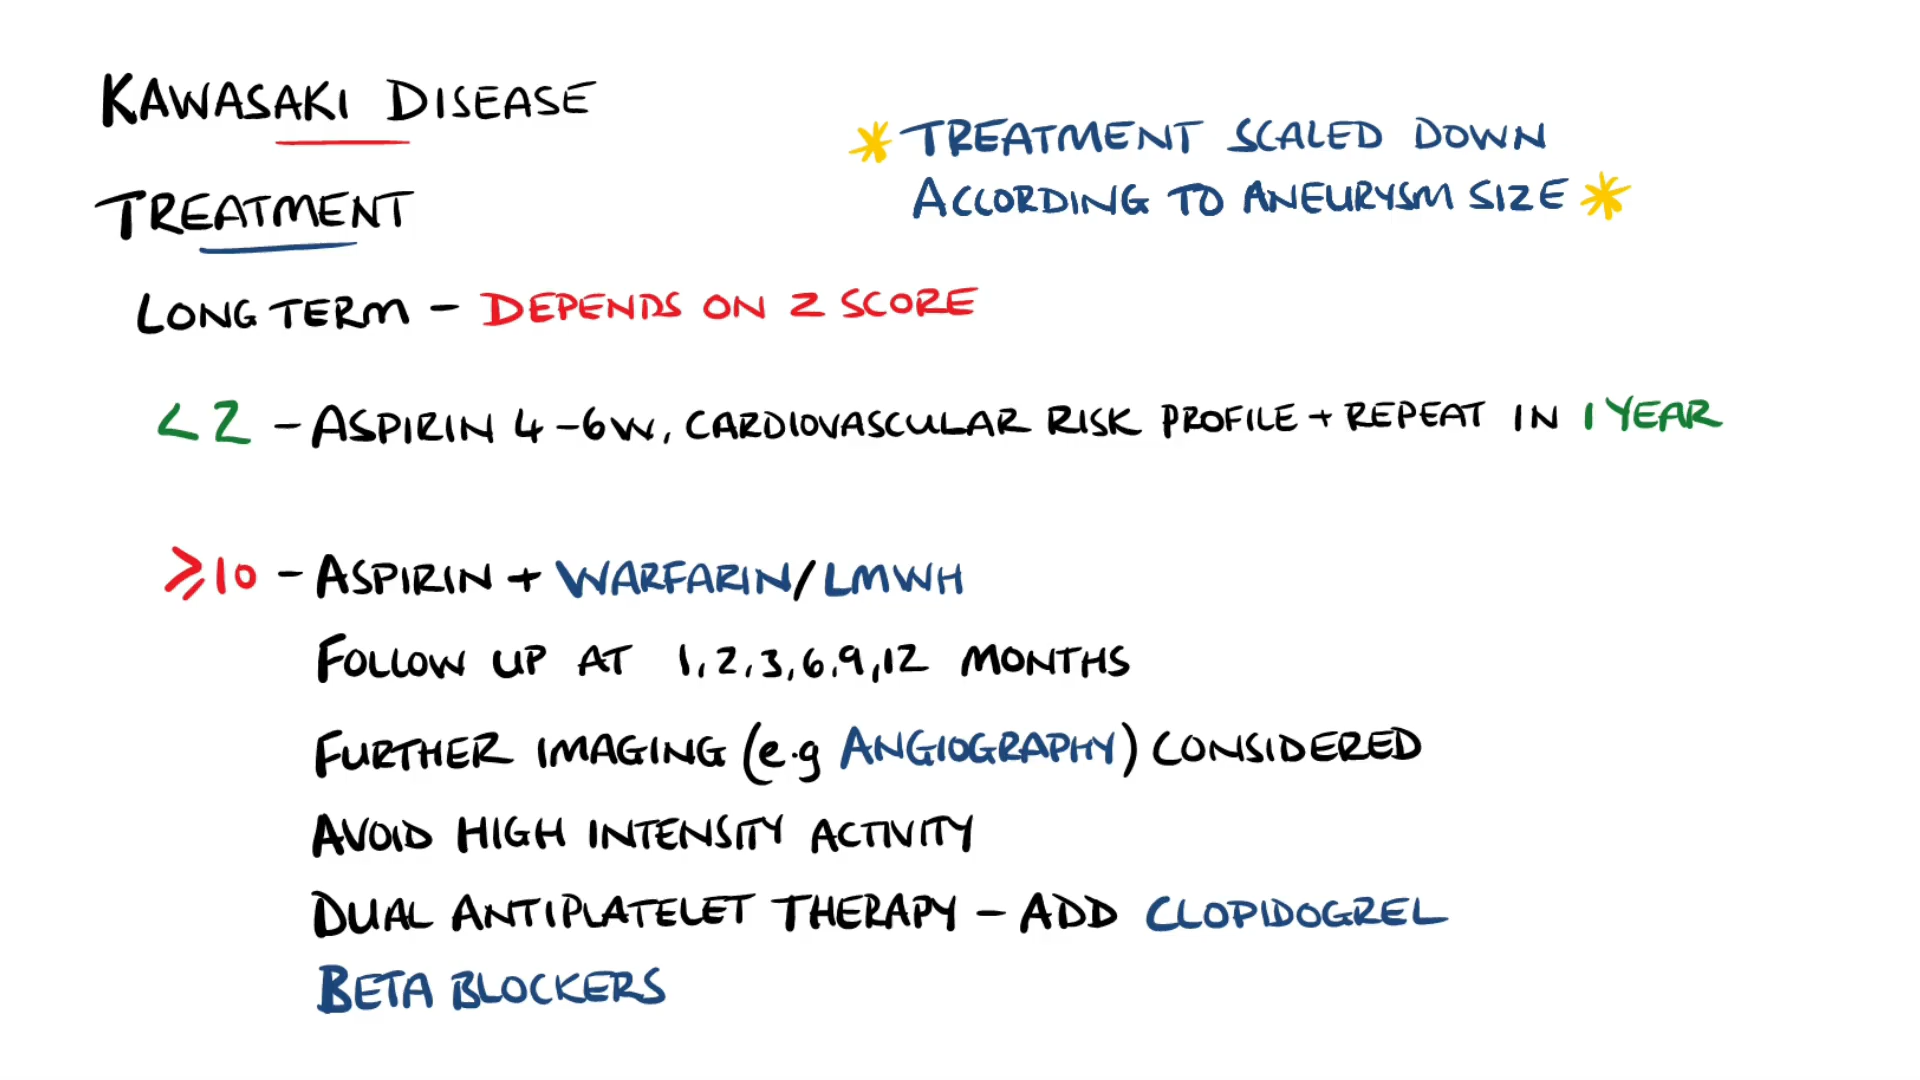 KAWASAKI DISEASE
TREATMENT
*TREATMENT SCALED DOWN
ACCORDING TO ANEURYSM SIZE*
LONG TERM - DEPENDS ON Z SCORE
<2 - ASPIRIN 4-6W, CARDIOVASCULAR RISK PROFILE + REPEAT IN 1 YEAR
≥10 - ASPIRIN + WARFARIN/LMWH
FOLLOW UP AT 1,2,3,6,9,12 MONTHS
FURTHER IMAGING (e.g ANGIOGRAPHY) CONSIDERED
AVOID HIGH INTENSITY ACTIVITY
DUAL ANTIPLATELET THERAPY - ADD CLOPIDOGREL
BETA BLOCKERS